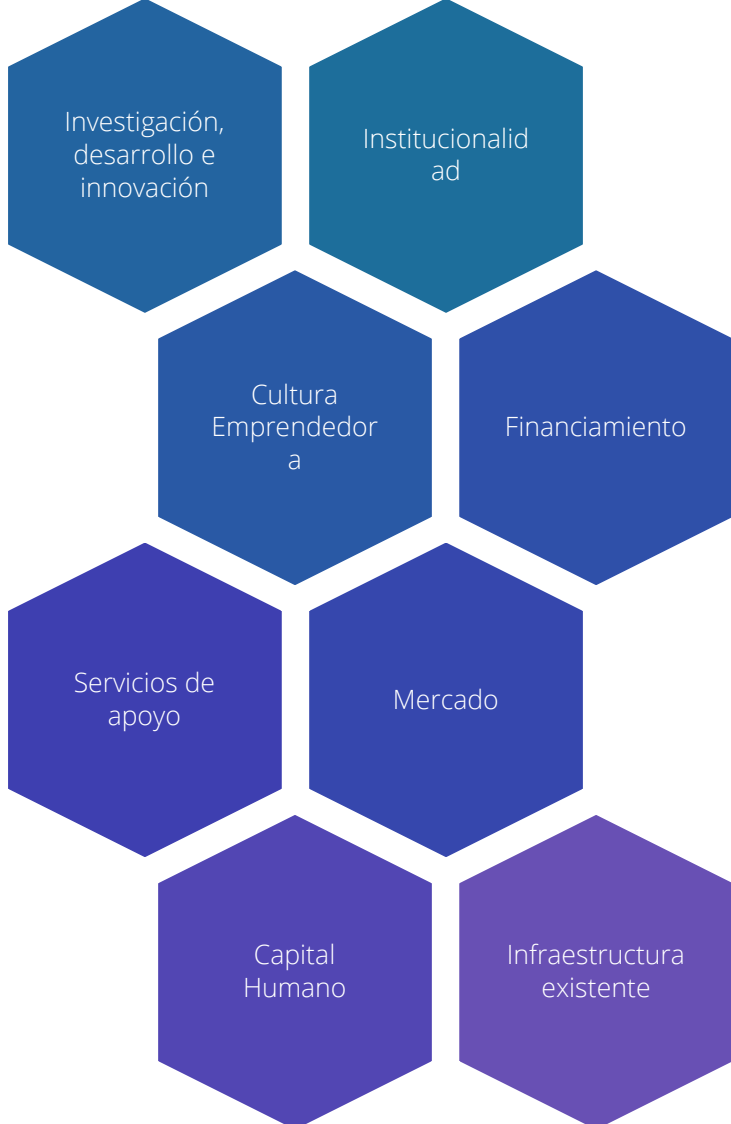 Investigación,
desarrollo e
innovación
Institucionalid
ad
Cultura
Emprendedor
a
Financiamiento
Servicios de
apoyo
Mercado
Capital
Humano
Infraestructura
existente